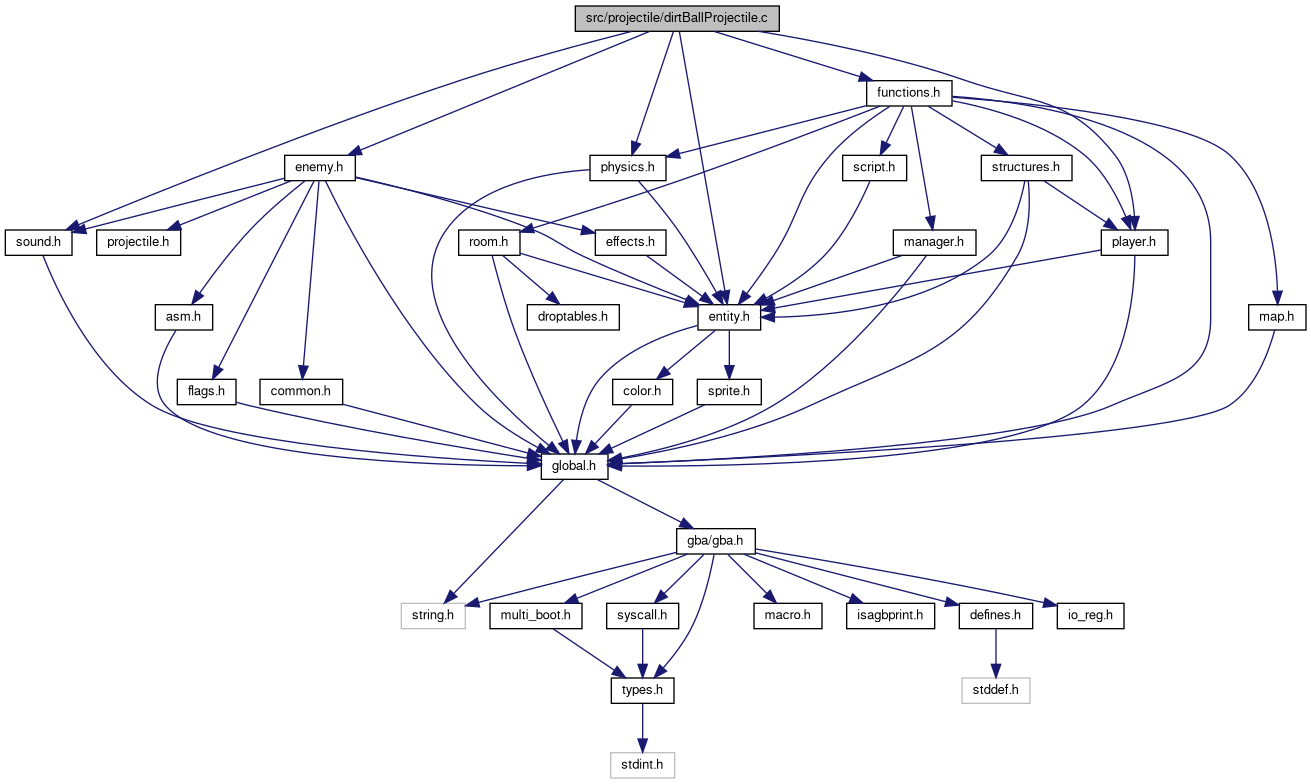 src/projectile/dirtBallProjectile.c
functions.h
enemy.h
physics.h
script.h
structures.h
sound.h
projectile.h
room.h
effects.h
manager.h
player.h
asm.h
droptables.h
entity.h
map.h
flags.h
common.h
color.h
sprite.h
global.h
gba/gba.h
string.h
multi_boot.h
syscall.h
macro.h
isagbprint.h
defines.h
io_reg.h
types.h
stddef.h
stdint.h